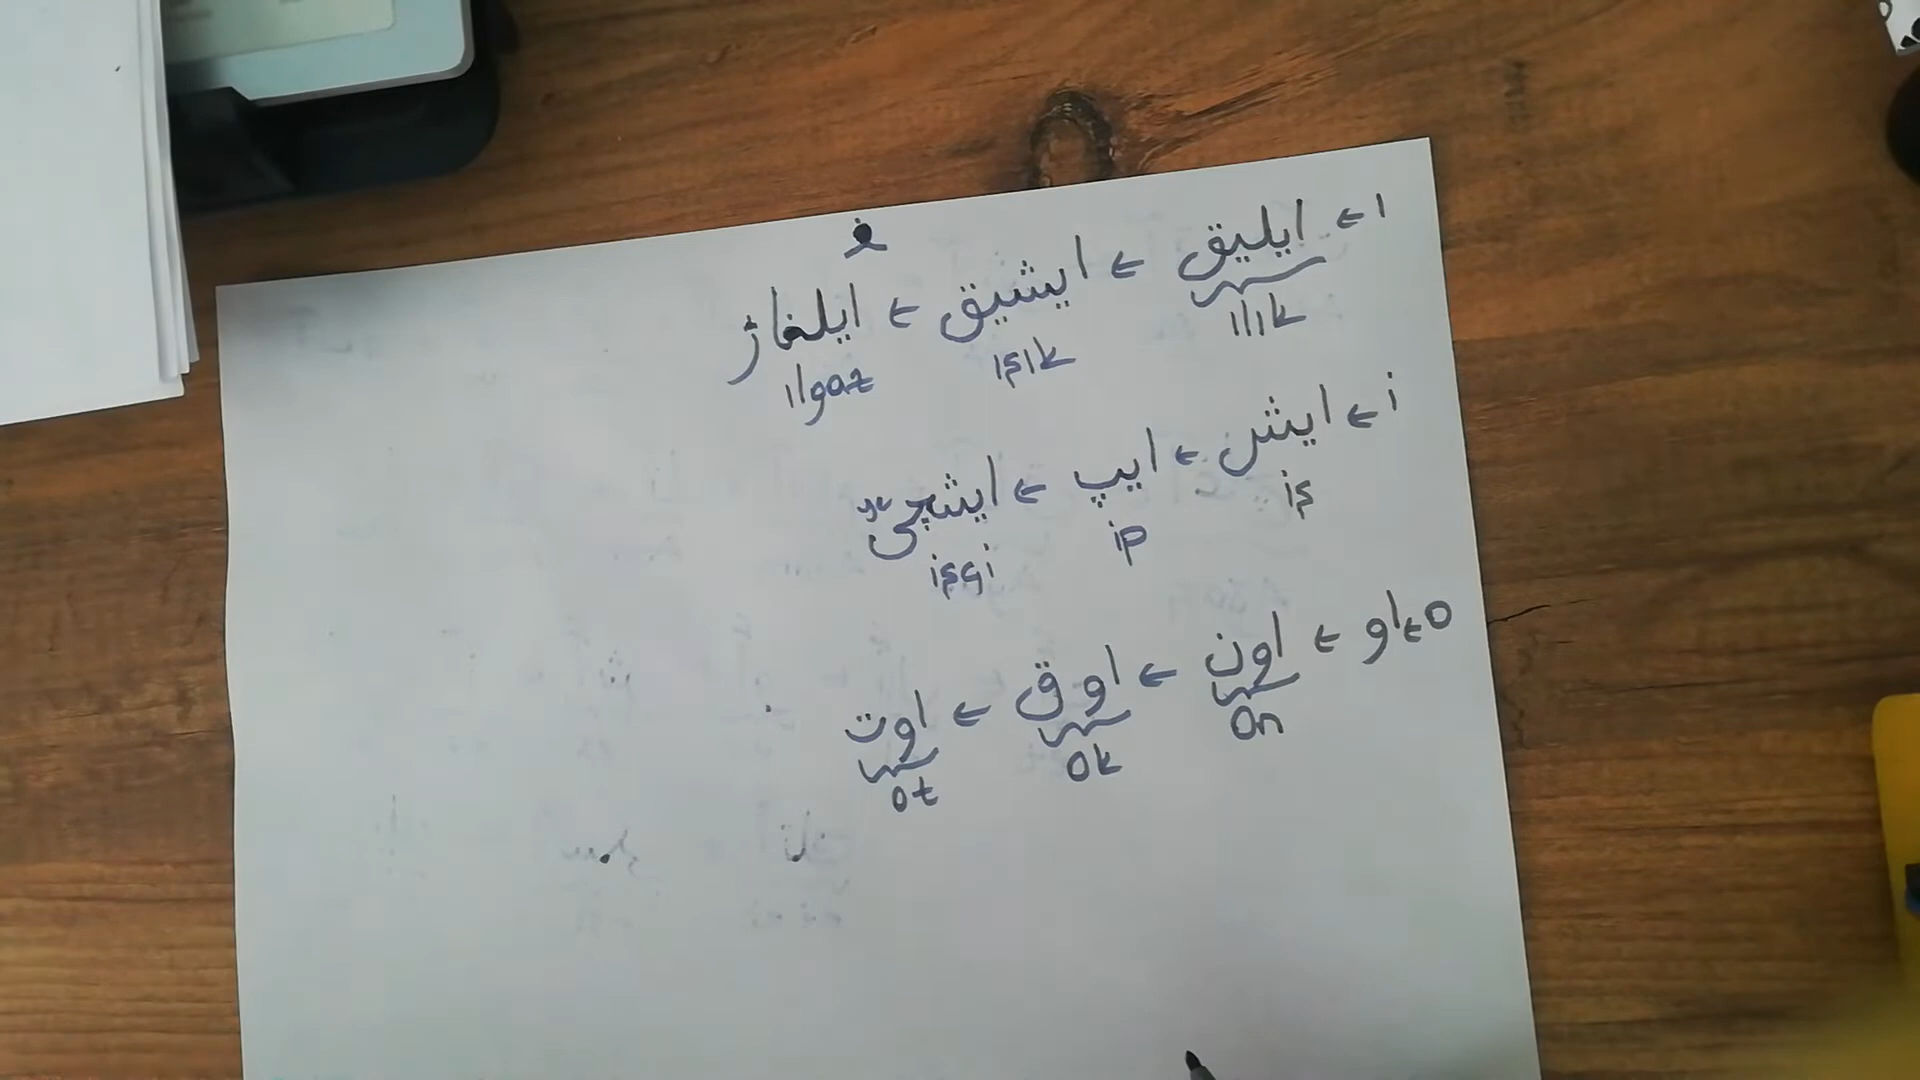 ı ← ایلیق ← ایشیق ← ایلغاز
ılık ışık ılgaz
i ← ایش ← ایپ ← ایشچی
iş ip işçi
o ← او ← اون ← اوق ← اوت
on ok ot